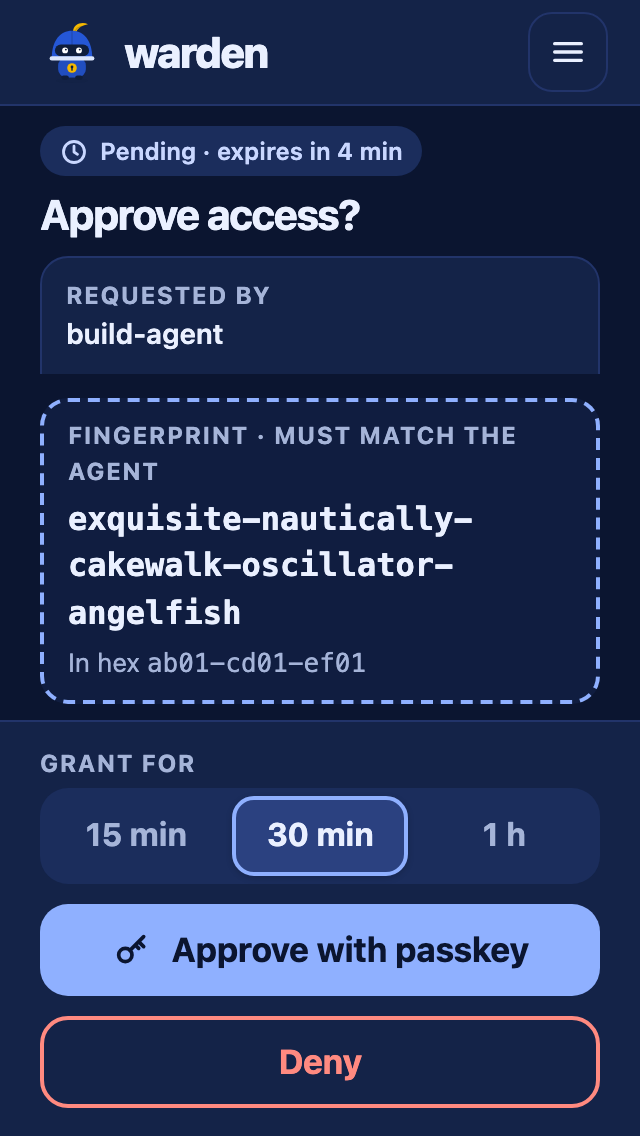 warden
Pending · expires in 4 min
Approve access?
REQUESTED BY
build-agent
FINGERPRINT · MUST MATCH THE
AGENT
exquisite-nautically-
cakewalk-oscillator-
angelfish
In hex ab01-cd01-ef01
GRANT FOR
15 min
30 min
1 h
Approve with passkey
Deny